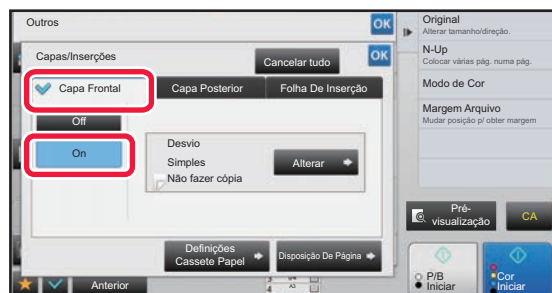 Outros
OK
Capas/Inserções
Cancelar tudo
OK
Capa Frontal
Capa Posterior
Folha De Inserção
Off
On
Desvio
Simples
Não fazer cópia
Alterar
Definições
Cassete Papel
Disposição De Página
Anterior
A3
4
Original
Alterar tamanho/direção.
N-Up
Colocar várias pág. numa pág.
Modo de Cor
Margem Arquivo
Mudar posição p/ obter margem
Pré-
visualização
CA
P/B
Iniciar
Cor
Iniciar